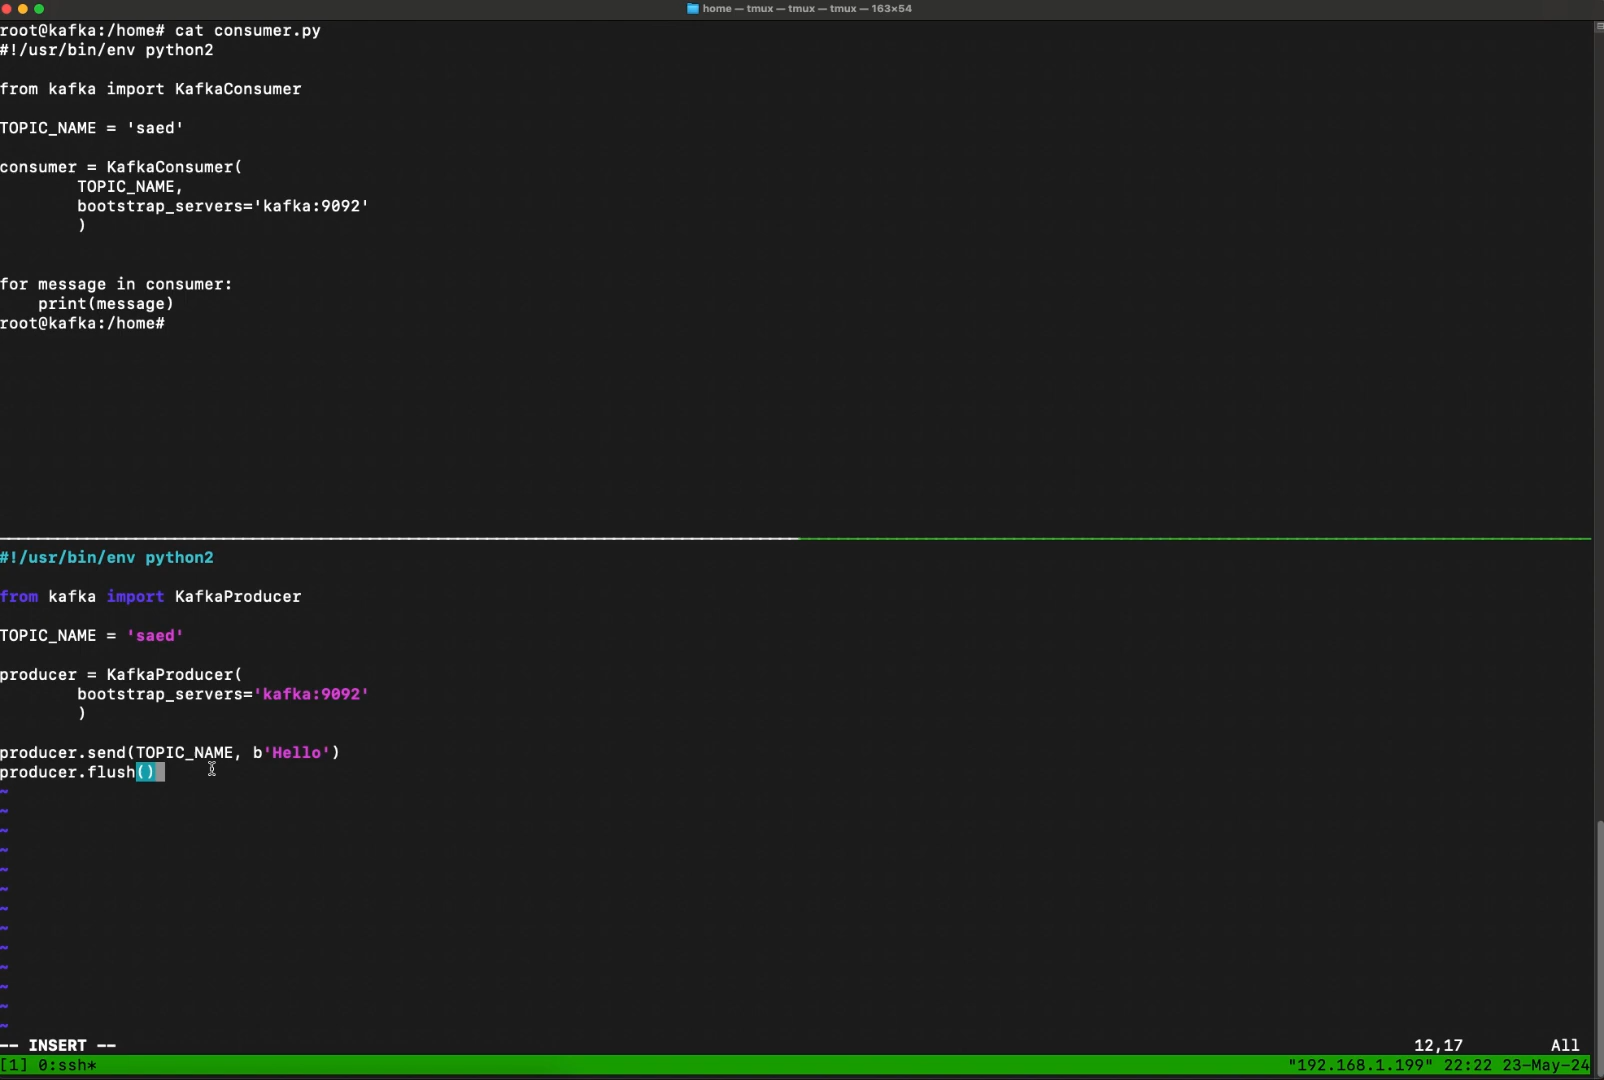 home — tmux — tmux — tmux — 163×54
root@kafka:/home# cat consumer.py
#!/usr/bin/env python2
from kafka import KafkaConsumer
TOPIC_NAME = 'saed'
consumer = KafkaConsumer(
        TOPIC_NAME,
        bootstrap_servers='kafka:9092'
        )
for message in consumer:
    print(message)
root@kafka:/home#
#!/usr/bin/env python2
from kafka import KafkaProducer
TOPIC_NAME = 'saed'
producer = KafkaProducer(
        bootstrap_servers='kafka:9092'
        )
producer.send(TOPIC_NAME, b'Hello')
producer.flush()
~
~
~
~
~
~
~
~
~
~
~
~
~
-- INSERT -- 12,17 All
[1] 0:ssh* "192.168.1.199" 22:22 23-May-24